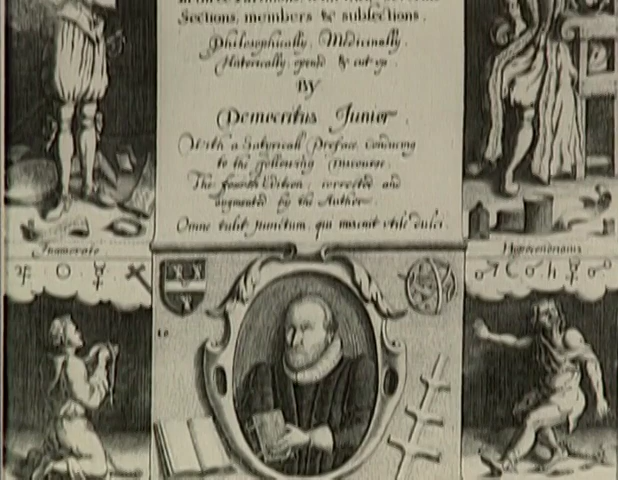 Sections, members & subsections.
Philosophically, Medicinally,
Historically, opened & cut up.
BY
Democritus Junior.
With a Satyricall Preface, Conducing
to the following Discourse.
The fourth Edition, corrected and
augmented by the Author.
Omne tulit punctum, qui miscuit utile dulci
Inamorato
Hypocondriacus
10